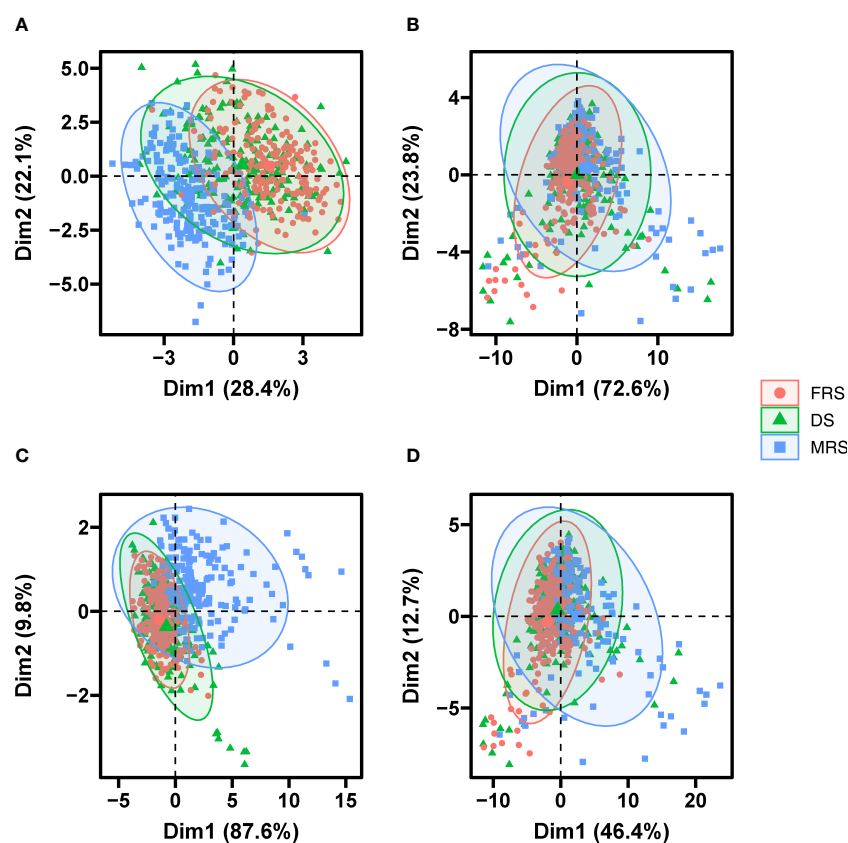 A
5.0
2.5
0.0
−2.5
−5.0
−3
0
3
Dim1 (28.4%)
Dim2 (22.1%)
B
4
0
−4
−8
−10
0
10
Dim1 (72.6%)
Dim2 (23.8%)
FRS
DS
MRS
C
2
0
−2
−5
0
5
10
15
Dim1 (87.6%)
Dim2 (9.8%)
D
5
0
−5
−10
0
10
20
Dim1 (46.4%)
Dim2 (12.7%)